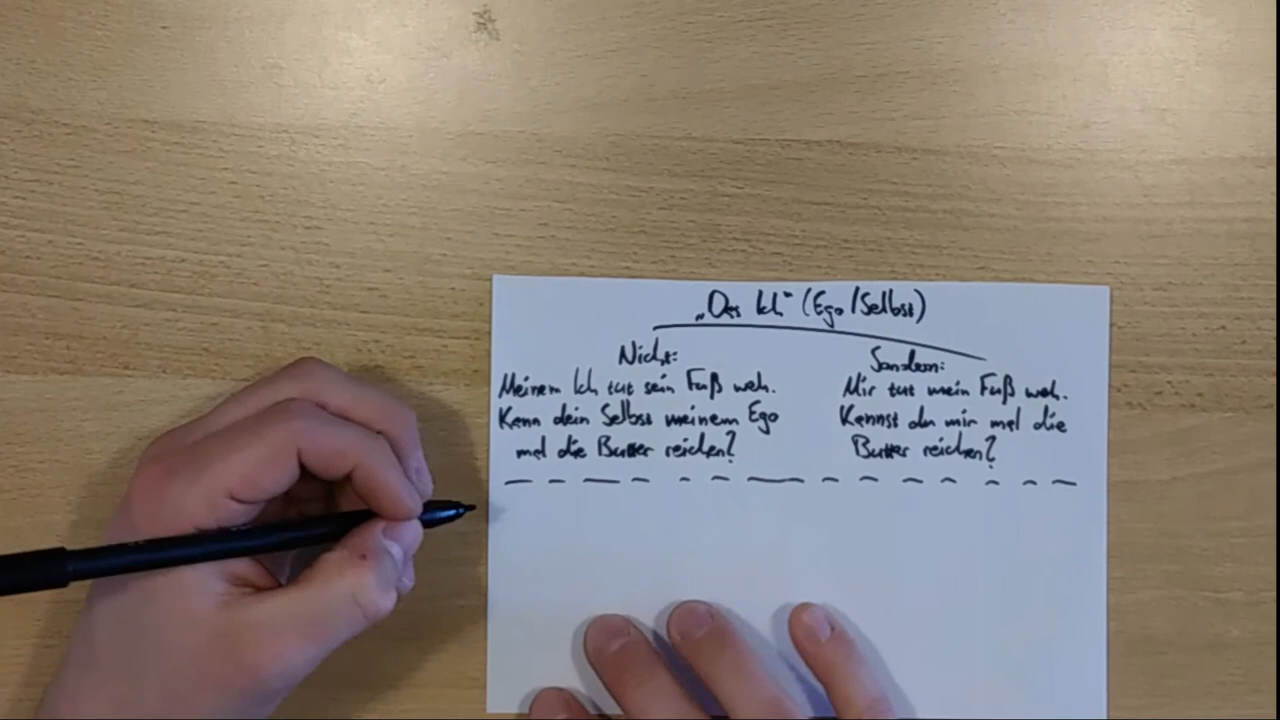 „Das Ich“ (Ego/Selbst)
Nicht:
Meinem Ich tut sein Fuß weh.
Kann dein Selbst meinem Ego
mal die Butter reichen?
Sondern:
Mir tut mein Fuß weh.
Kannst du mir mal die
Butter reichen?